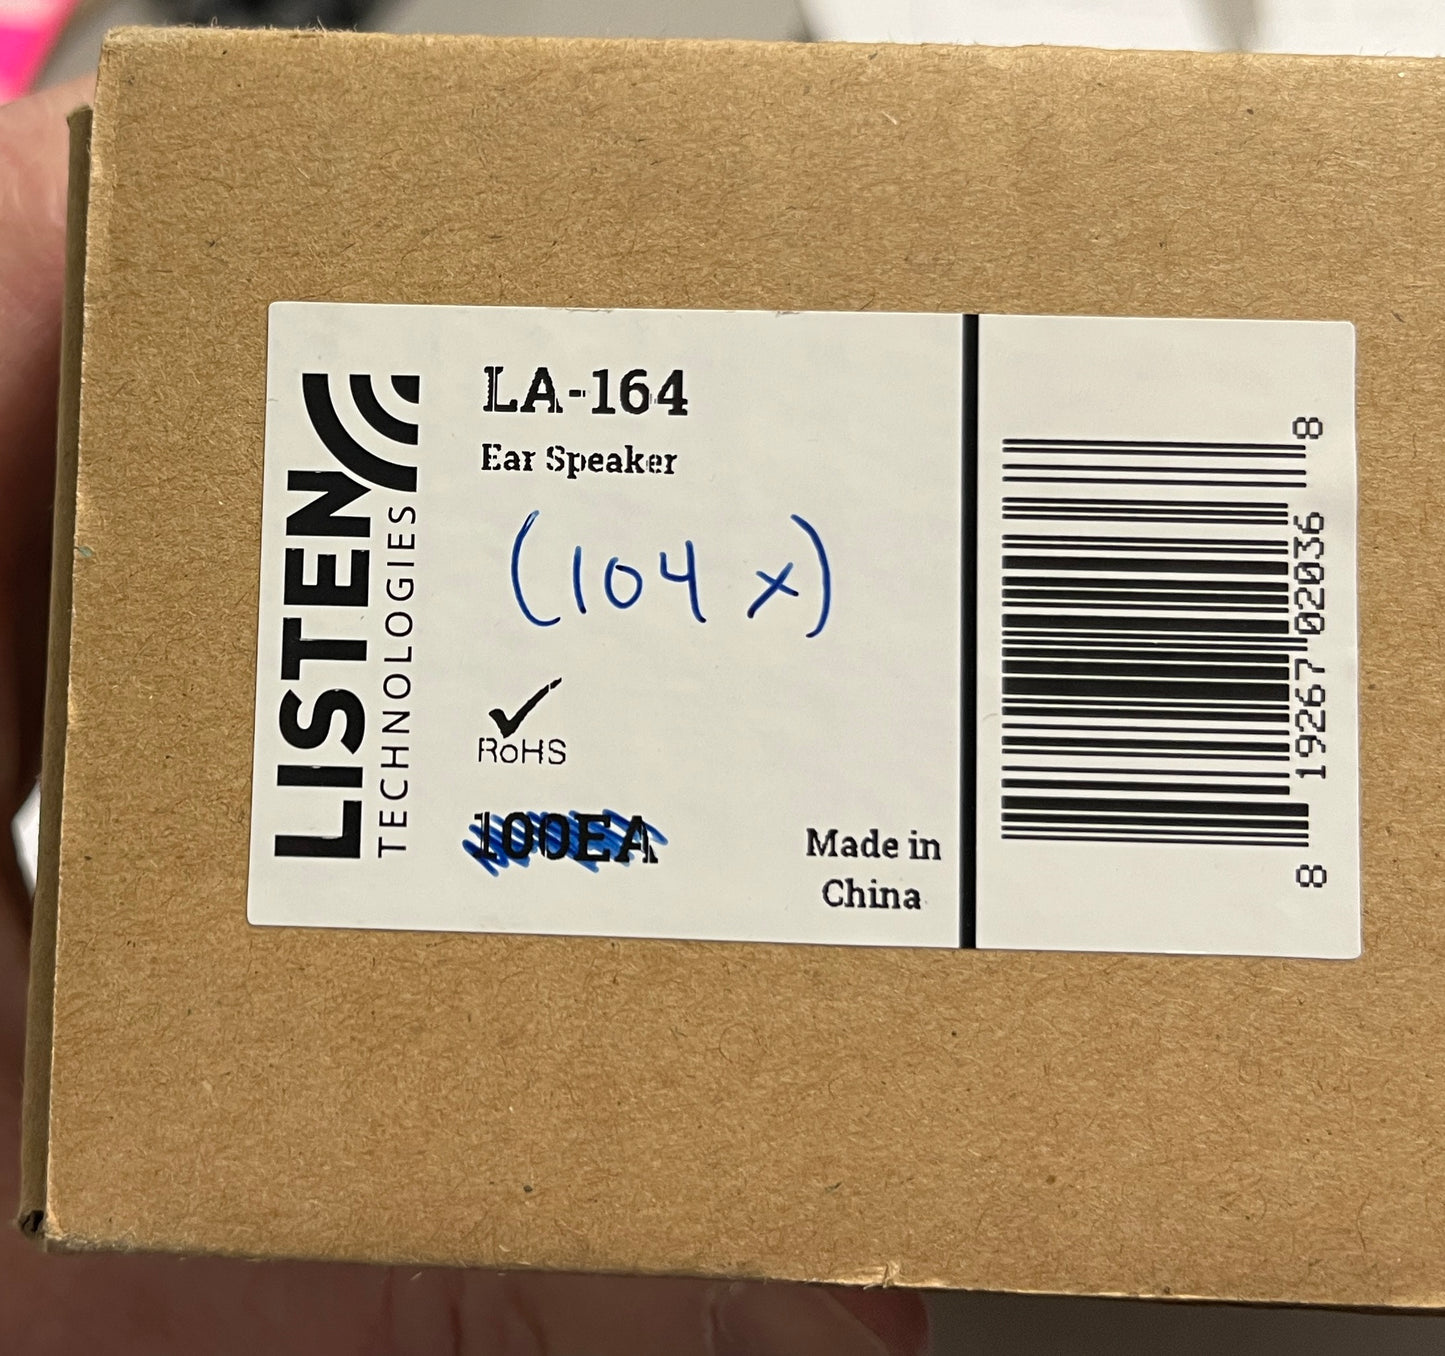 LISTEN
TECHNOLOGIES
LA-164
Ear Speaker
(104 x)
RoHS
100EA
Made in
China
8 19267 02036 8